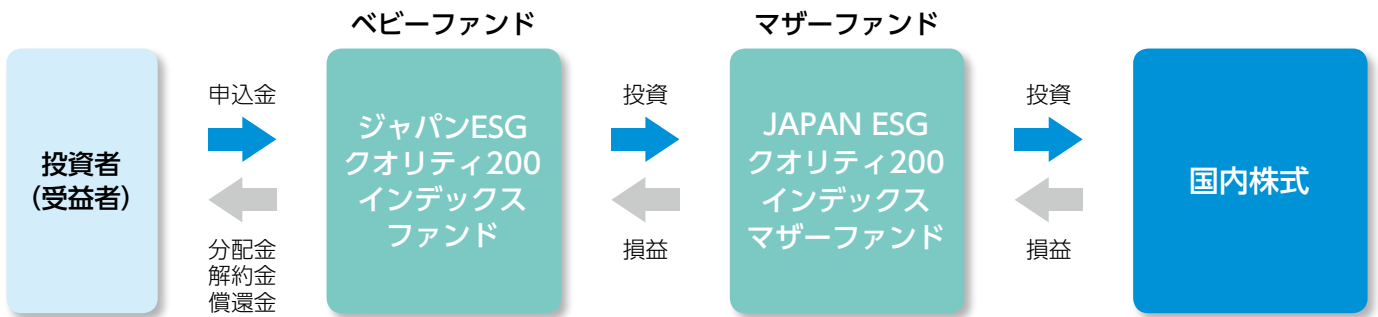 ベビーファンド
マザーファンド
投資者
（受益者）
申込金
分配金
解約金
償還金
ジャパンESG
クオリティ200
インデックス
ファンド
投資
損益
JAPAN ESG
クオリティ200
インデックス
マザーファンド
投資
損益
国内株式